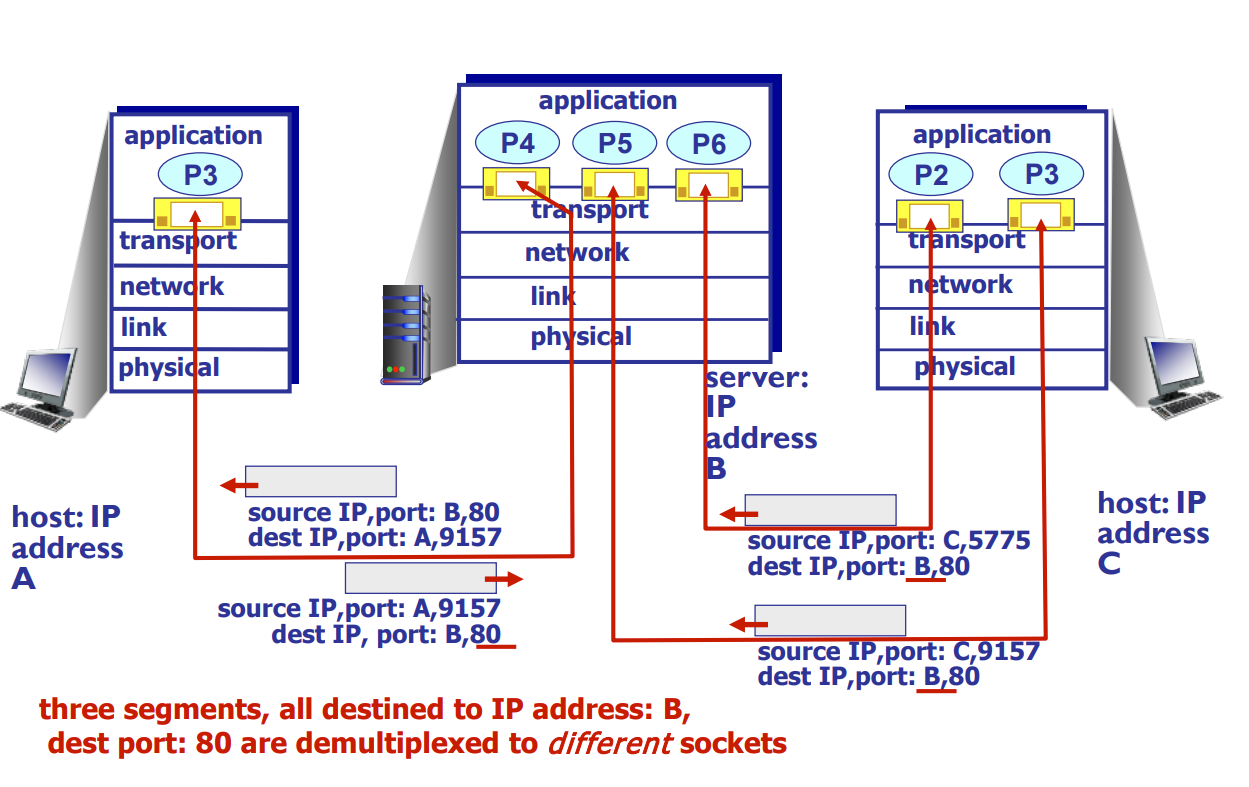 application
P3
transport
network
link
physical
host: IP
address
A
application
P4 P5 P6
transport
network
link
physical
server:
IP
address
B
application
P2 P3
transport
network
link
physical
host: IP
address
C
source IP,port: B,80
dest IP,port: A,9157
source IP,port: A,9157
dest IP, port: B,80
source IP,port: C,5775
dest IP,port: B,80
source IP,port: C,9157
dest IP,port: B,80
three segments, all destined to IP address: B,
dest port: 80 are demultiplexed to different sockets